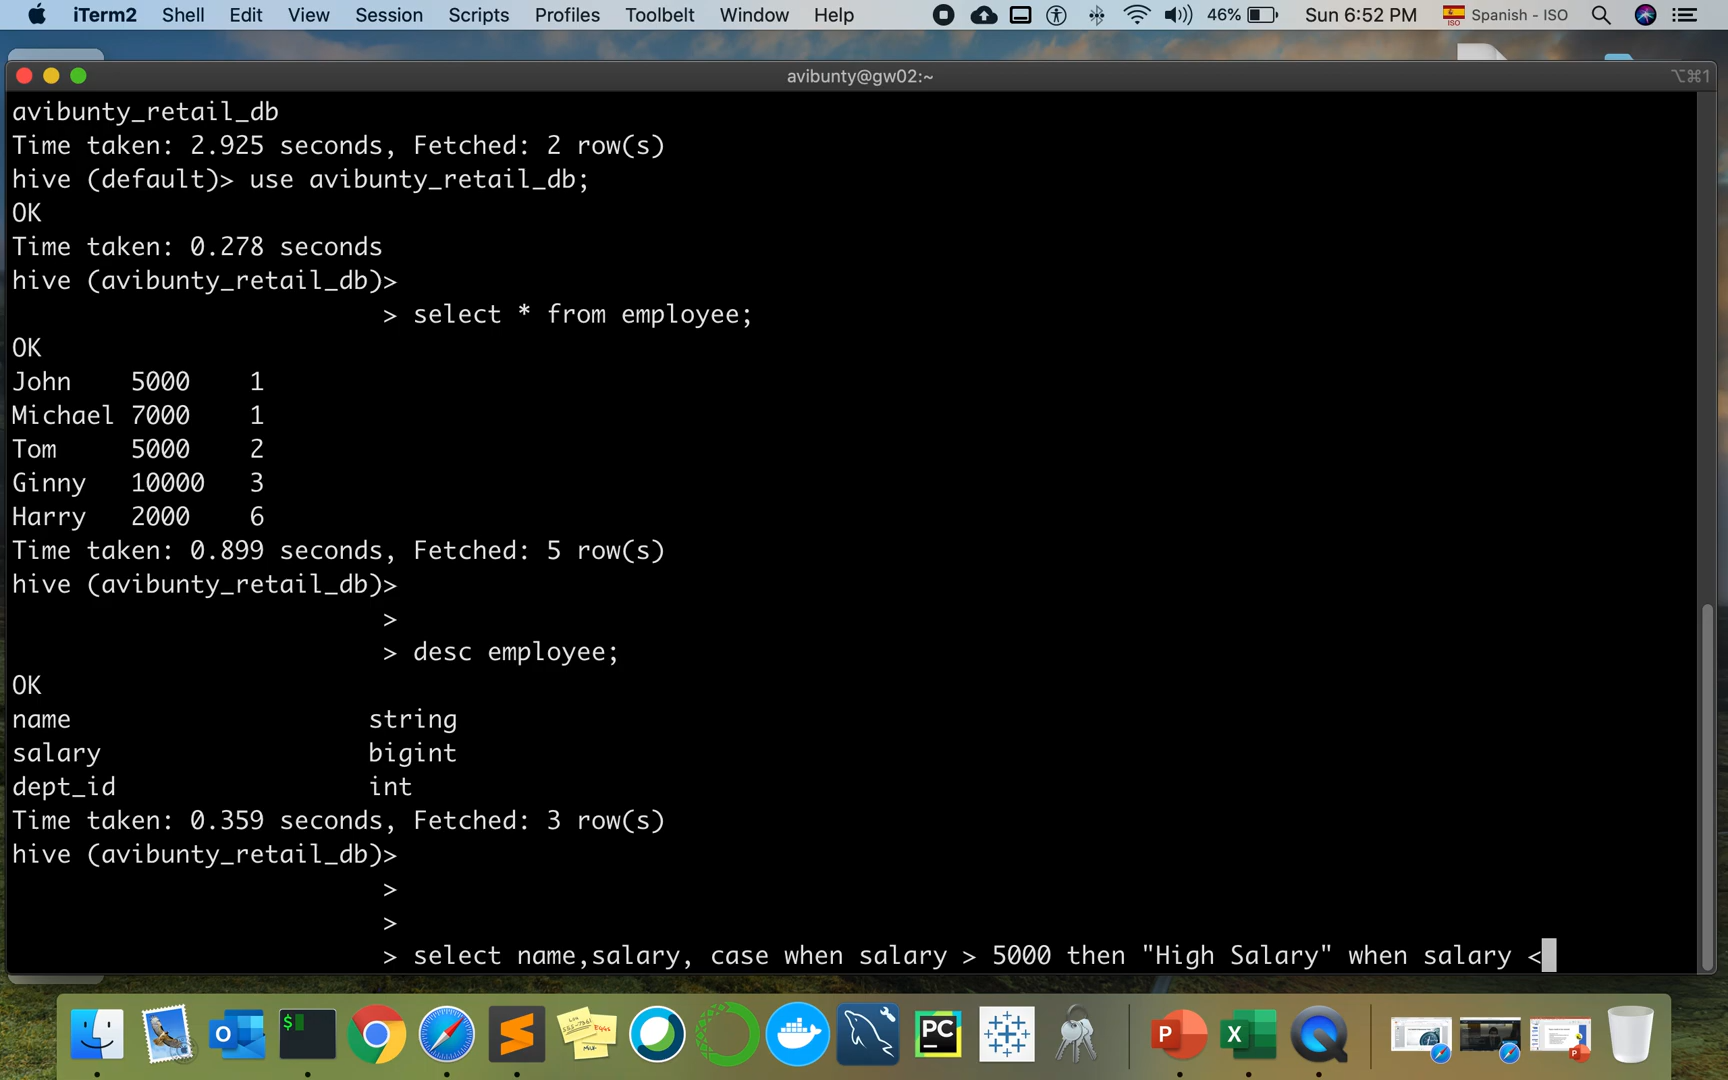 iTerm2 Shell Edit View Session Scripts Profiles Toolbelt Window Help 46% Sun 6:52 PM Spanish - ISO
avibunty@gw02:~ ⌥⌘1
avibunty_retail_db
Time taken: 2.925 seconds, Fetched: 2 row(s)
hive (default)> use avibunty_retail_db;
OK
Time taken: 0.278 seconds
hive (avibunty_retail_db)>
> select * from employee;
OK
John 5000 1
Michael 7000 1
Tom 5000 2
Ginny 10000 3
Harry 2000 6
Time taken: 0.899 seconds, Fetched: 5 row(s)
hive (avibunty_retail_db)>
>
> desc employee;
OK
name string
salary bigint
dept_id int
Time taken: 0.359 seconds, Fetched: 3 row(s)
hive (avibunty_retail_db)>
>
>
> select name,salary, case when salary > 5000 then "High Salary" when salary <